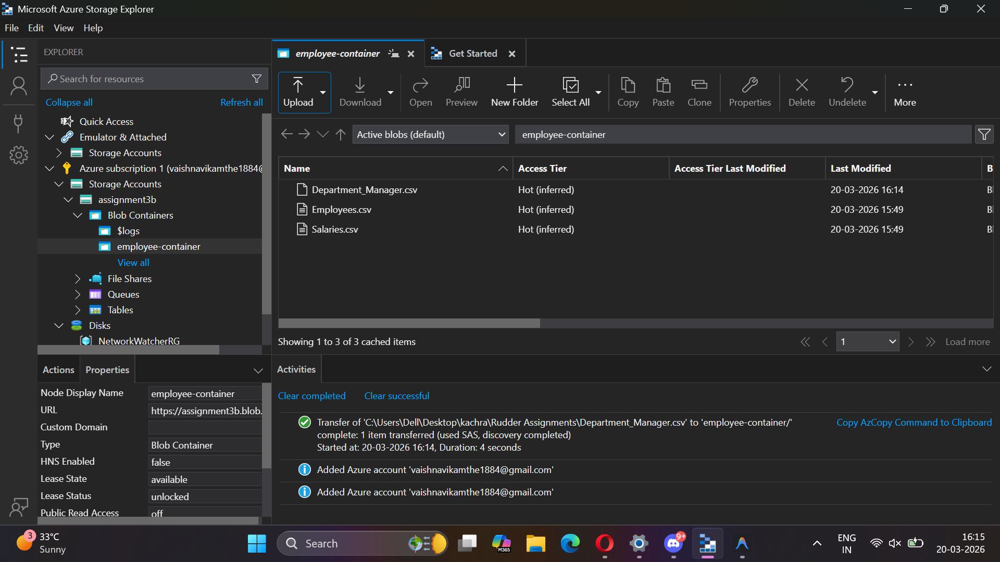 Microsoft Azure Storage Explorer
File Edit View Help
EXPLORER
Search for resources
Collapse all Refresh all
Quick Access
Emulator & Attached
Storage Accounts
Azure subscription 1 (vaishnavikamthe1884@
Storage Accounts
assignment3b
Blob Containers
$logs
employee-container
View all
File Shares
Queues
Tables
Disks
NetworkWatcherRG
Actions Properties
Node Display Name employee-container
URL https://assignment3b.blob.
Custom Domain
Type Blob Container
HNS Enabled false
Lease State available
Lease Status unlocked
Public Read Access off
employee-container Get Started
Upload Download Open Preview New Folder Select All Copy Paste Clone Properties Delete Undelete More
Active blobs (default) employee-container
Name Access Tier Access Tier Last Modified Last Modified B
Department_Manager.csv Hot (inferred) 20-03-2026 16:14 Bl
Employees.csv Hot (inferred) 20-03-2026 15:49 Bl
Salaries.csv Hot (inferred) 20-03-2026 15:49 Bl
Showing 1 to 3 of 3 cached items 1 Load more
Activities
Clear completed Clear successful
Transfer of 'C:\Users\Dell\Desktop\kachra\Rudder Assignments\Department_Manager.csv' to 'employee-container/' Copy AzCopy Command to Clipboard
complete: 1 item transferred (used SAS, discovery completed)
Started at: 20-03-2026 16:14, Duration: 4 seconds
Added Azure account 'vaishnavikamthe1884@gmail.com'
Added Azure account 'vaishnavikamthe1884@gmail.com'
3 33°C
Sunny
Search
M365
9+
ENG
IN
16:15
20-03-2026